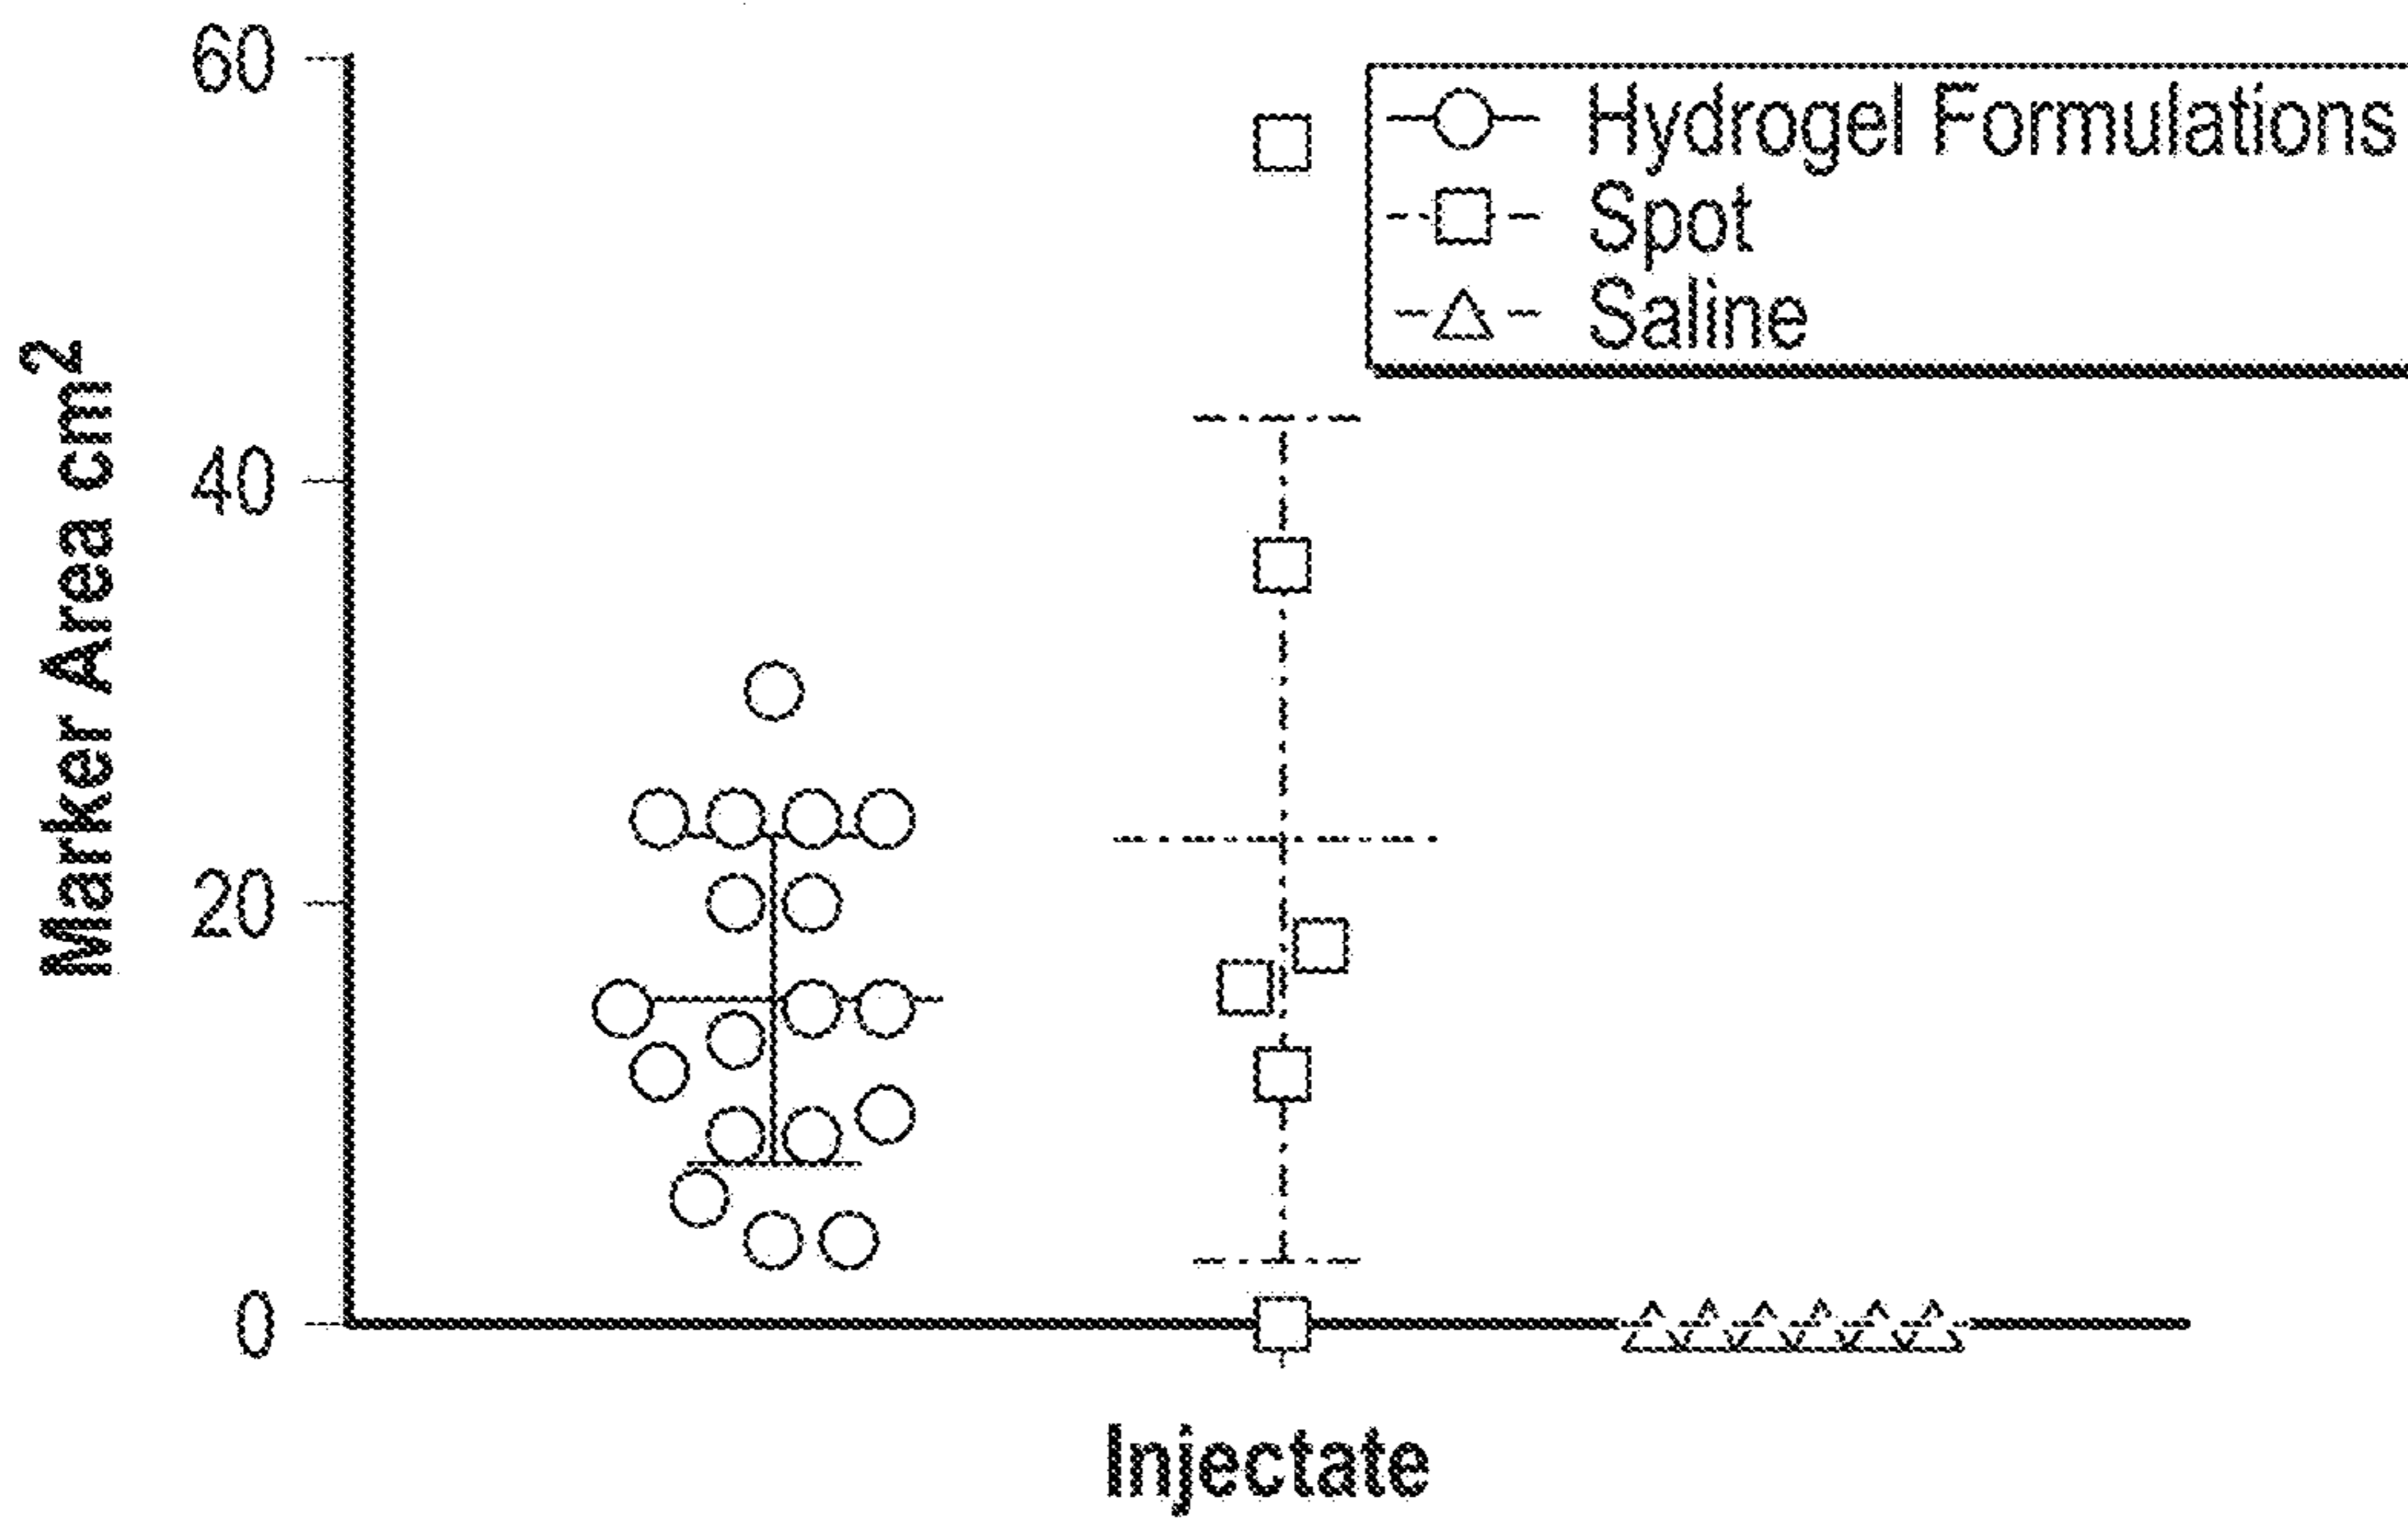 60
Hydrogel Formulations
Spot
Saline
40
20
0
Marker Area cm²
Injectate